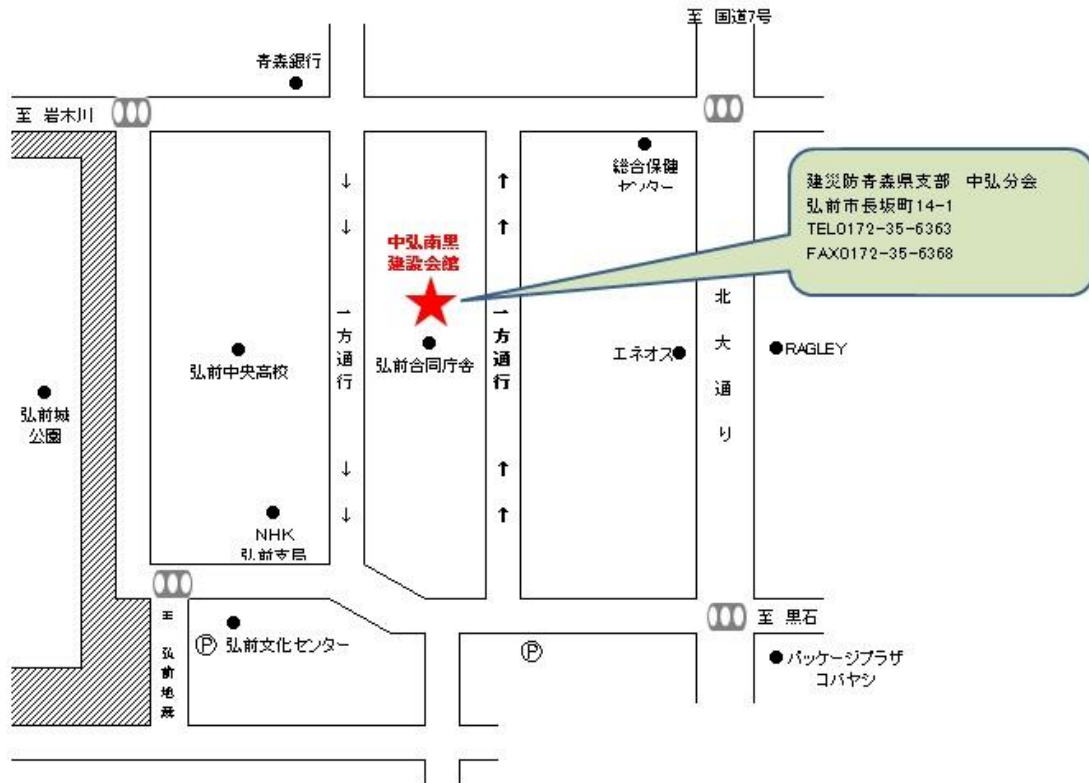 至 国道7号
青森銀行
至 岩木川
総合保健
センター
建災防青森県支部 中弘分会
弘前市長坂町14-1
TEL0172-35-6363
FAX0172-35-6368
中弘南黒
建設会館
一方通行
一方通行
北大通り
弘前中央高校
弘前合同庁舎
エネオス
RAGLEY
弘前城
公園
NHK
弘前支局
至 黒石
至 弘前地裁
P
弘前文化センター
P
パッケージプラザ
コバヤシ